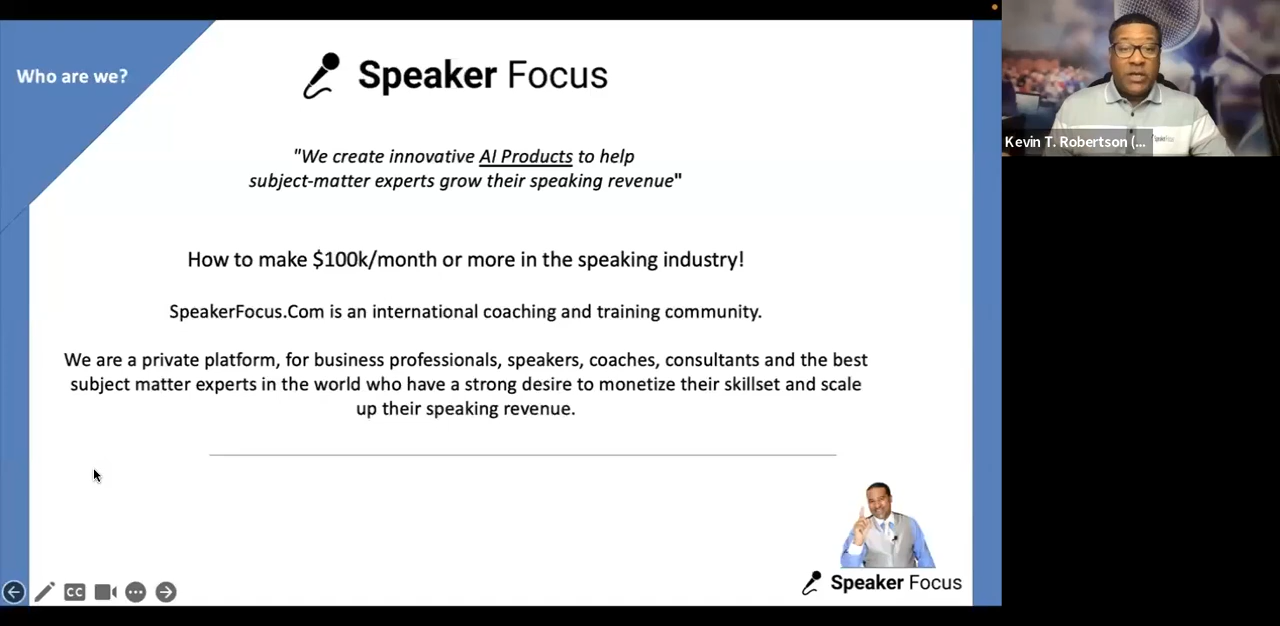 Who are we?
Speaker Focus
"We create innovative AI Products to help
subject-matter experts grow their speaking revenue"
How to make $100k/month or more in the speaking industry!
SpeakerFocus.Com is an international coaching and training community.
We are a private platform, for business professionals, speakers, coaches, consultants and the best
subject matter experts in the world who have a strong desire to monetize their skillset and scale
up their speaking revenue.
Speaker Focus
CC
Kevin T. Robertson (...